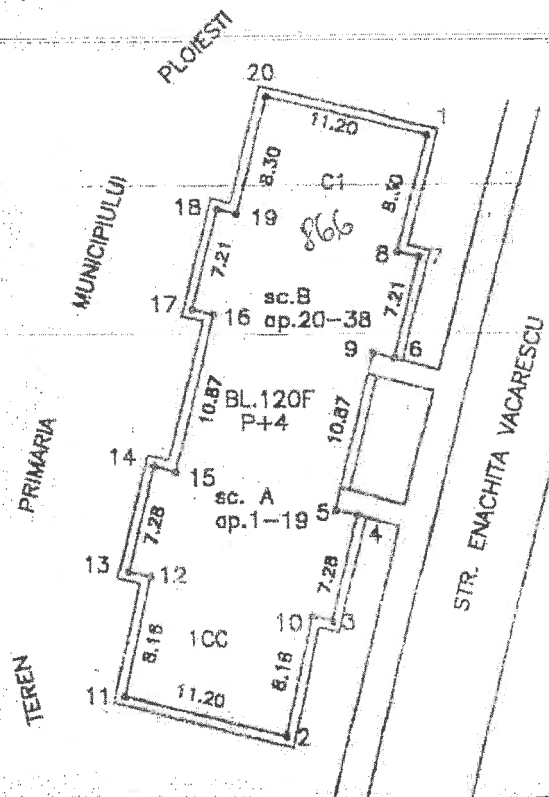 PLOIESTI
20
1
11.20
8.30
8.30
C1
866
18
19
8
7
MUNICIPIULUI
7.21
7.21
sc.B
17
16
ap.20-38
9
6
10.87
BL.120F
P+4
10.87
14
15
PRIMARIA
sc. A
ap.1-19
5
4
STR. ENACHITA VACARESCU
7.28
7.28
13
12
10
3
8.18
1CC
8.18
TEREN
11
11.20
2